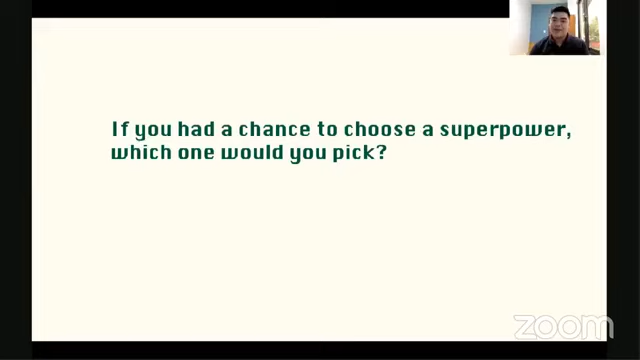 If you had a chance to choose a superpower,
which one would you pick?
zoom